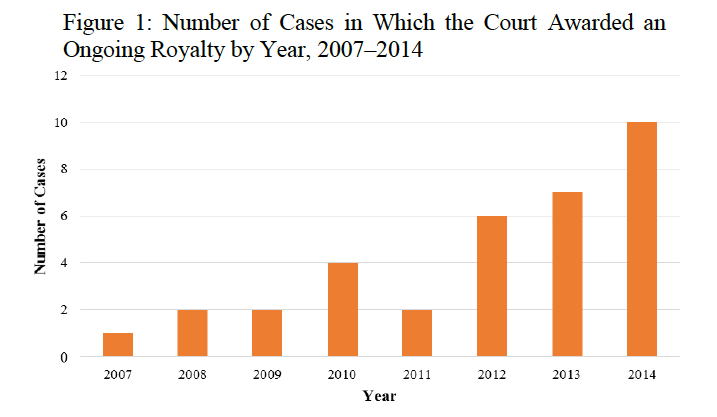 Figure 1: Number of Cases in Which the Court Awarded an
Ongoing Royalty by Year, 2007–2014
12
10
8
6
4
2
0
Number of Cases
2007 2008 2009 2010 2011 2012 2013 2014
Year